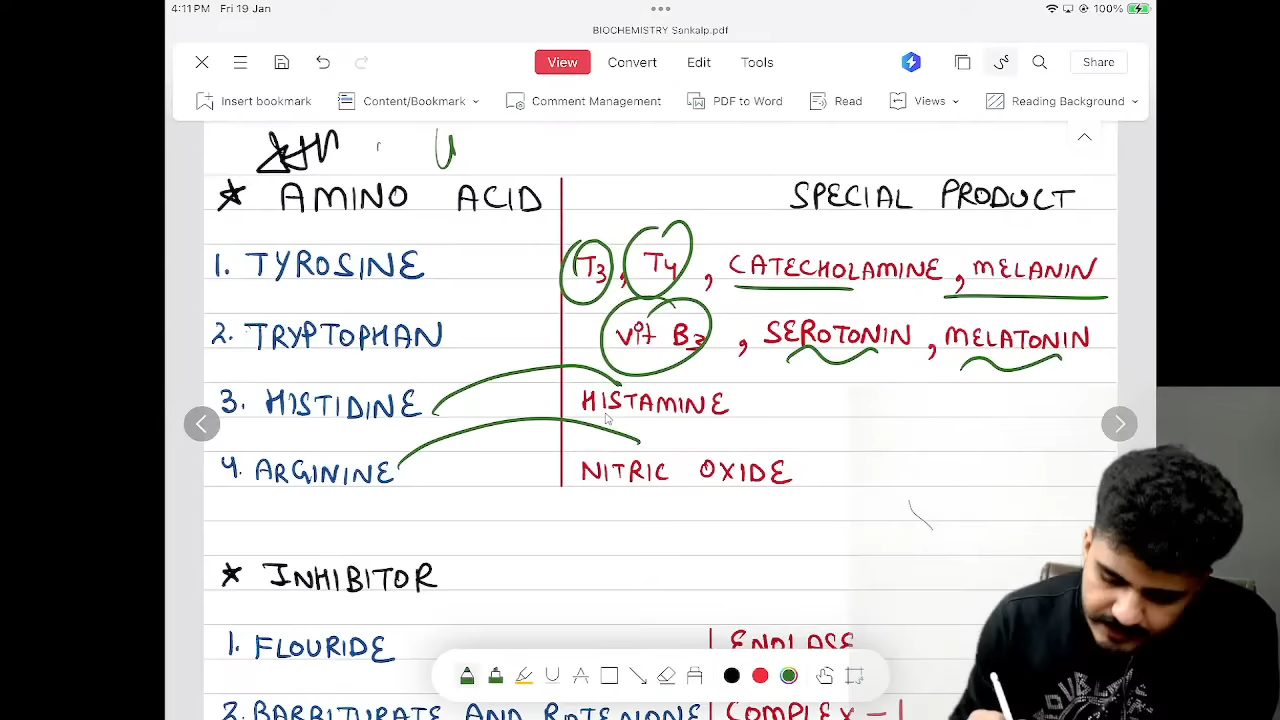 4:11 PM Fri 19 Jan
100%
BIOCHEMISTRY Sankalp.pdf
View Convert Edit Tools Share
Insert bookmark Content/Bookmark Comment Management PDF to Word Read Views Reading Background
★ AMINO ACID SPECIAL PRODUCT
1. TYROSINE T3, T4, CATECHOLAMINE, MELANIN
2. TRYPTOPHAN vit B3, SEROTONIN, MELATONIN
3. HISTIDINE HISTAMINE
4. ARGININE NITRIC OXIDE
★ INHIBITOR
1. FLOURIDE ENOLASE
2. BARBITURATE AND ROTENONE COMPLEX-1